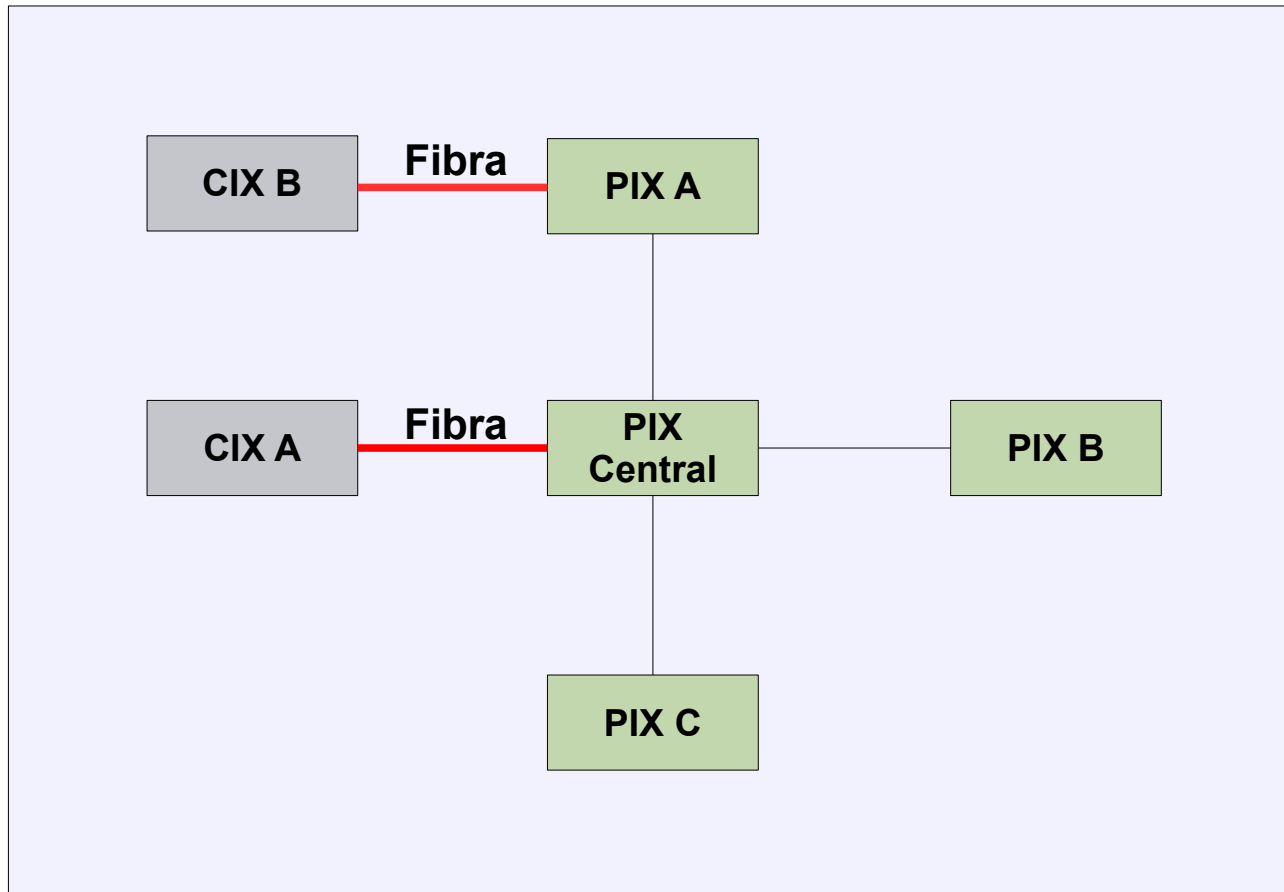 CIX B
Fibra
PIX A
CIX A
Fibra
PIX
Central
PIX B
PIX C